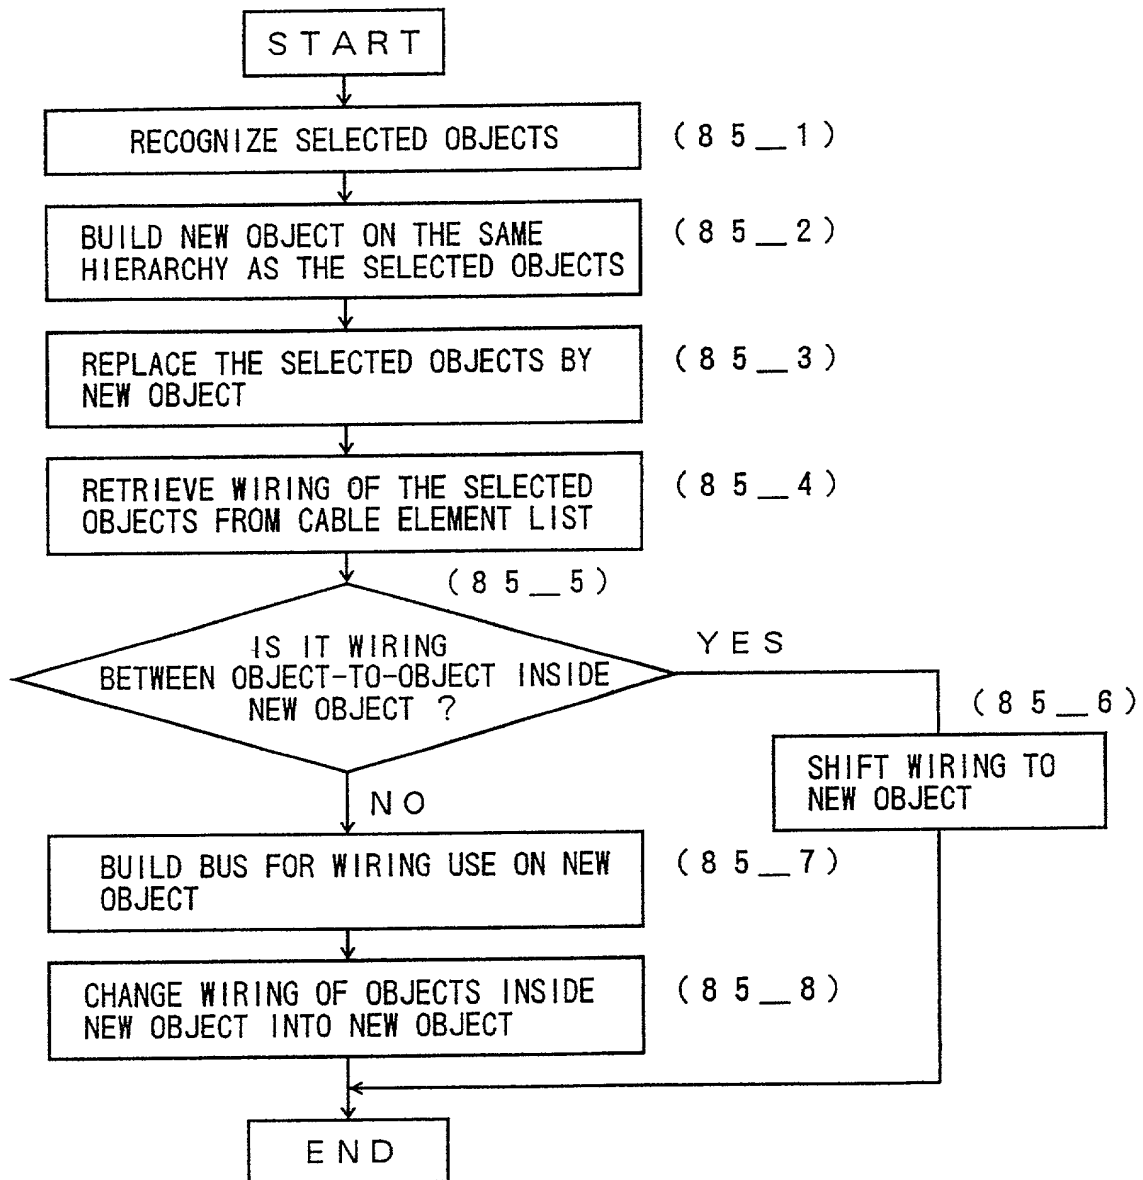 START
RECOGNIZE SELECTED OBJECTS
(85_1)
BUILD NEW OBJECT ON THE SAME
HIERARCHY AS THE SELECTED OBJECTS
(85_2)
REPLACE THE SELECTED OBJECTS BY
NEW OBJECT
(85_3)
RETRIEVE WIRING OF THE SELECTED
OBJECTS FROM CABLE ELEMENT LIST
(85_4)
(85_5)
IS IT WIRING
BETWEEN OBJECT-TO-OBJECT INSIDE
NEW OBJECT ?
YES
(85_6)
SHIFT WIRING TO
NEW OBJECT
NO
BUILD BUS FOR WIRING USE ON NEW
OBJECT
(85_7)
CHANGE WIRING OF OBJECTS INSIDE
NEW OBJECT INTO NEW OBJECT
(85_8)
END